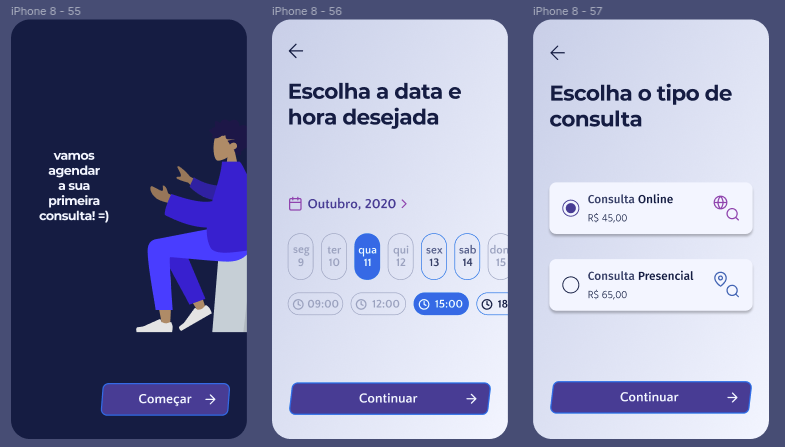 iPhone 8 - 55
vamos
agendar
a sua
primeira
consulta! =)
Começar
iPhone 8 - 56
Escolha a data e
hora desejada
Outubro, 2020
seg ter qua qui sex sab don
9 10 11 12 13 14 15
09:00 12:00 15:00 18
Continuar
iPhone 8 - 57
Escolha o tipo de
consulta
Consulta Online
R$ 45,00
Consulta Presencial
R$ 65,00
Continuar